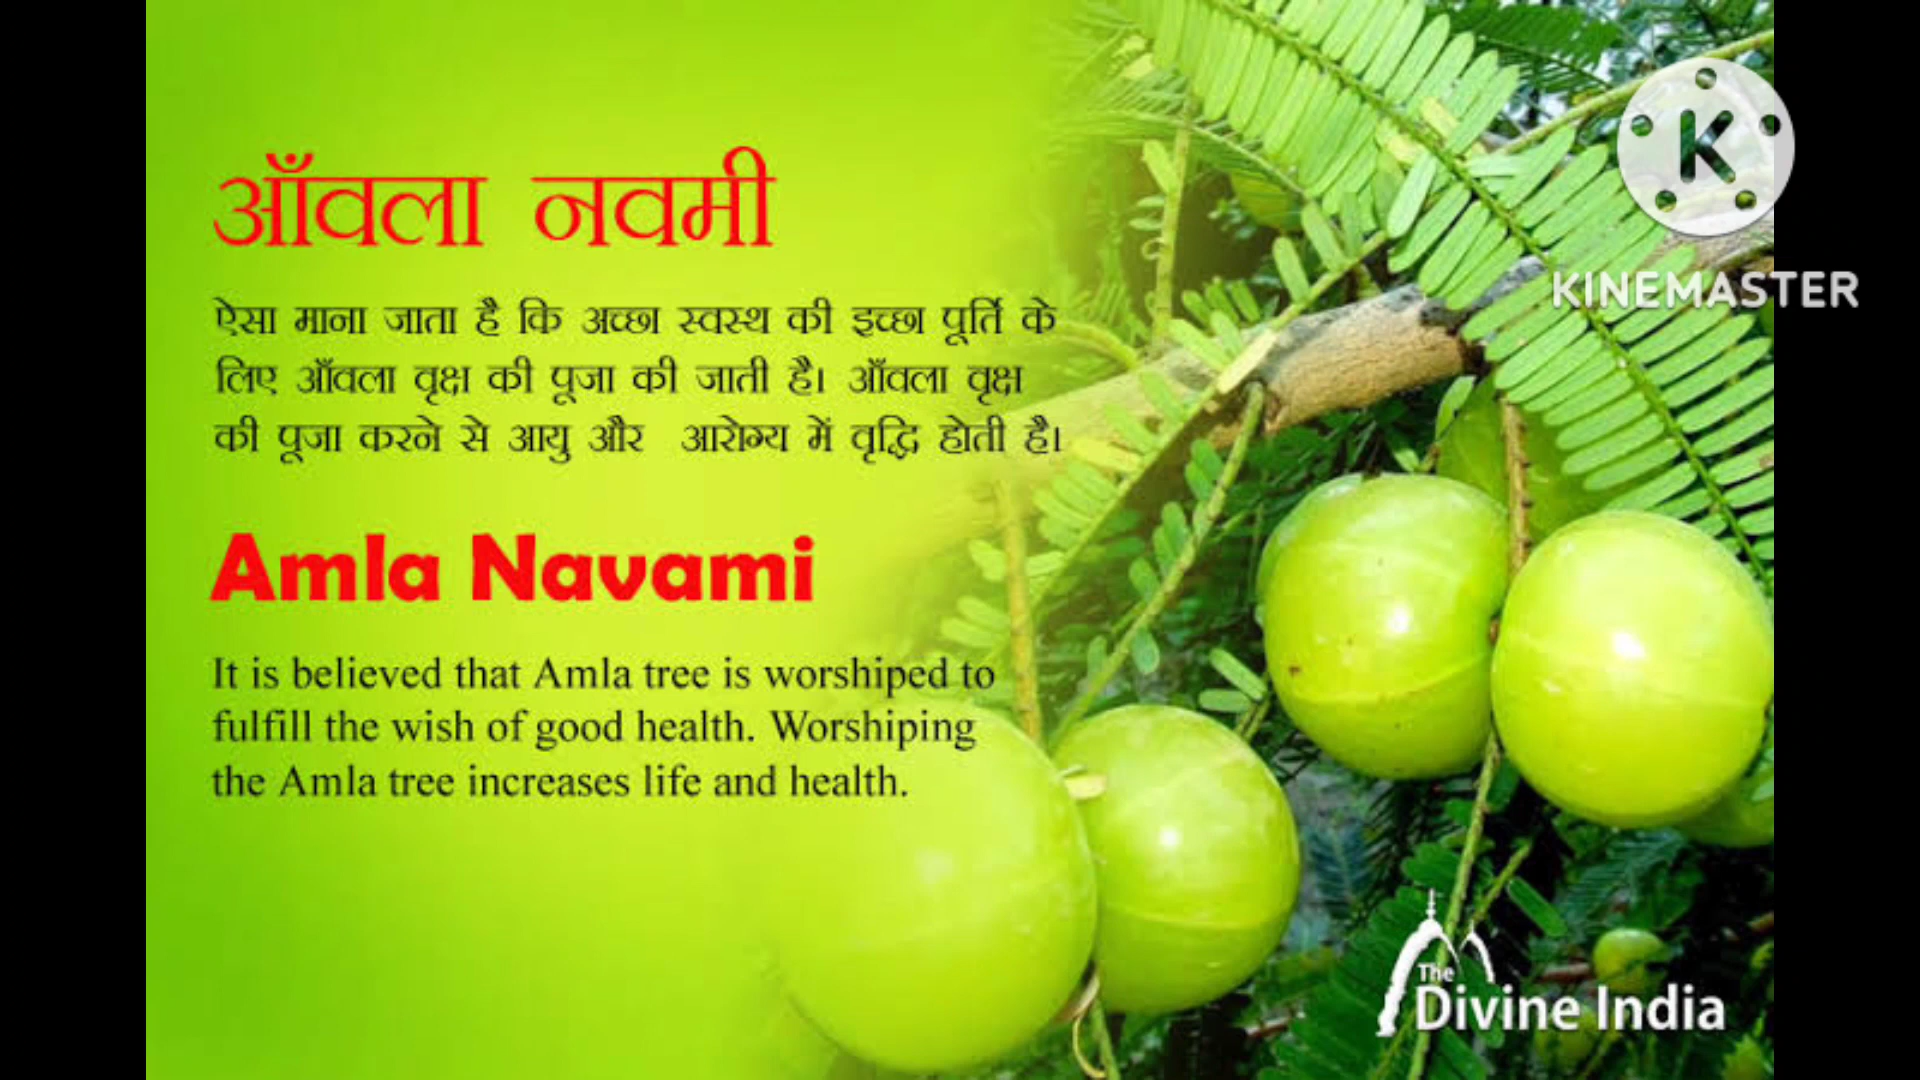 आँवला नवमी
ऐसा माना जाता है कि अच्छा स्वस्थ की इच्छा पूर्ति के
लिए आँवला वृक्ष की पूजा की जाती है। आँवला वृक्ष
की पूजा करने से आयु और आरोग्य में वृद्धि होती है।
Amla Navami
It is believed that Amla tree is worshiped to
fulfill the wish of good health. Worshiping
the Amla tree increases life and health.
K
KINEMASTER
The
Divine India